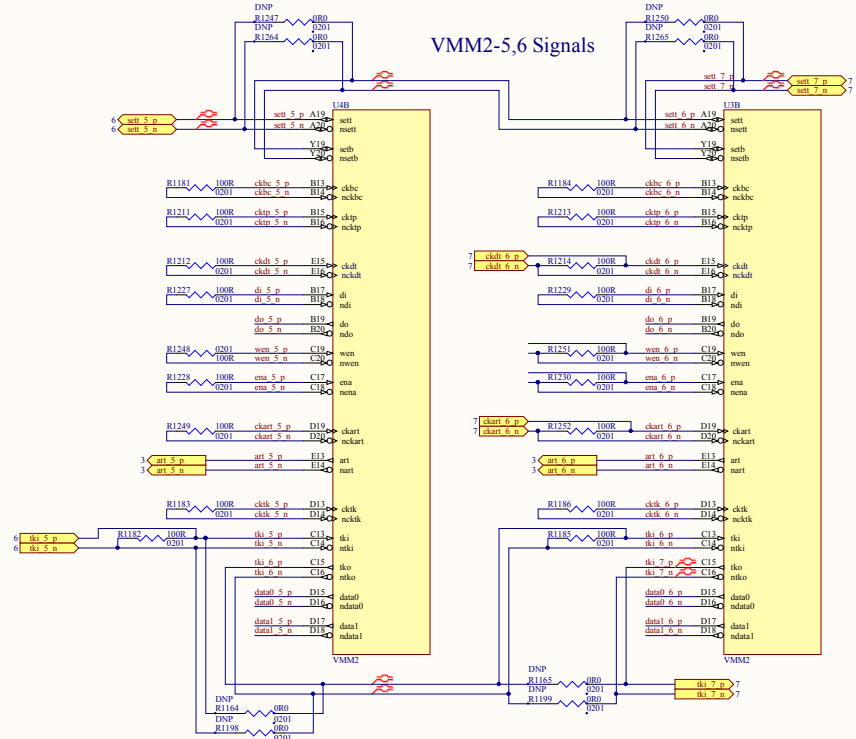 VMM2-5,6 Signals
DNP
R1247 0R0
0201
DNP
R1264 0R0
0201
DNP
R1250 0R0
0201
DNP
R1265 0R0
0201
sett_7_p
sett_7_n
sett_7_p 7
sett_7_n 7
U4B
6 sett_5_p
6 sett_5_n
sett_5_p A19 sett
sett_5_n A20 nsett
Y19 setb
Y20 nsetb
R1181 100R ckbc_5_p B13 ckbc
0201 ckbc_5_n B14 nckbc
R1211 100R cktp_5_p B15 cktp
0201 cktp_5_n B16 ncktp
R1212 100R ckdt_5_p E15 ckdt
0201 ckdt_5_n E16 nckdt
R1227 100R di_5_p B17 di
0201 di_5_n B18 ndi
do_5_p B19 do
do_5_n B20 ndo
R1248 0201 wen_5_p C19 wen
100R wen_5_n C20 nwen
R1228 100R ena_5_p C17 ena
0201 ena_5_n C18 nena
R1249 100R ckart_5_p D19 ckart
0201 ckart_5_n D20 nckart
3 art_5_p art_5_p E13 art
3 art_5_n art_5_n E14 nart
R1183 100R cktk_5_p D13 cktk
0201 cktk_5_n D14 ncktk
6 tki_5_p R1182 100R tki_5_p C13 tki
6 tki_5_n 0201 tki_5_n C14 ntki
tki_6_p C15 tko
tki_6_n C16 ntko
data0_5_p D15 data0
data0_5_n D16 ndata0
data1_5_p D17 data1
data1_5_n D18 ndata1
VMM2
U3B
sett_6_p A19 sett
sett_6_n A20 nsett
Y19 setb
Y20 nsetb
R1184 100R ckbc_6_p B13 ckbc
0201 ckbc_6_n B14 nckbc
R1213 100R cktp_6_p B15 cktp
0201 cktp_6_n B16 ncktp
7 ckdt_6_p
7 ckdt_6_n
R1214 100R ckdt_6_p E15 ckdt
0201 ckdt_6_n E16 nckdt
R1229 100R di_6_p B17 di
0201 di_6_n B18 ndi
do_6_p B19 do
do_6_n B20 ndo
R1251 100R wen_6_p C19 wen
0201 wen_6_n C20 nwen
R1230 100R ena_6_p C17 ena
0201 ena_6_n C18 nena
7 ckart_6_p
7 ckart_6_n
R1252 100R ckart_6_p D19 ckart
0201 ckart_6_n D20 nckart
3 art_6_p art_6_p E13 art
3 art_6_n art_6_n E14 nart
R1186 100R cktk_6_p D13 cktk
0201 cktk_6_n D14 ncktk
R1185 100R tki_6_p C13 tki
0201 tki_6_n C14 ntki
tki_7_p C15 tko
tki_7_n C16 ntko
data0_6_p D15 data0
data0_6_n D16 ndata0
data1_6_p D17 data1
data1_6_n D18 ndata1
VMM2
DNP
R1165 0R0
0201
DNP
R1199 0R0
0201
tki_7_p 7
tki_7_n 7
DNP
R1164 0R0
0201
DNP
R1198 0R0
0201